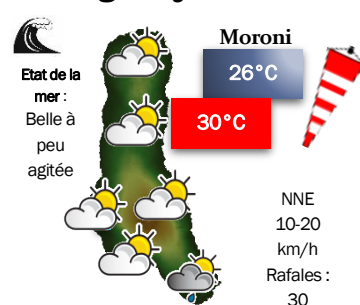 Moroni
26°C
30°C
Etat de la
mer :
Belle à
peu
agitée
NNE
10-20
km/h
Rafales :
30